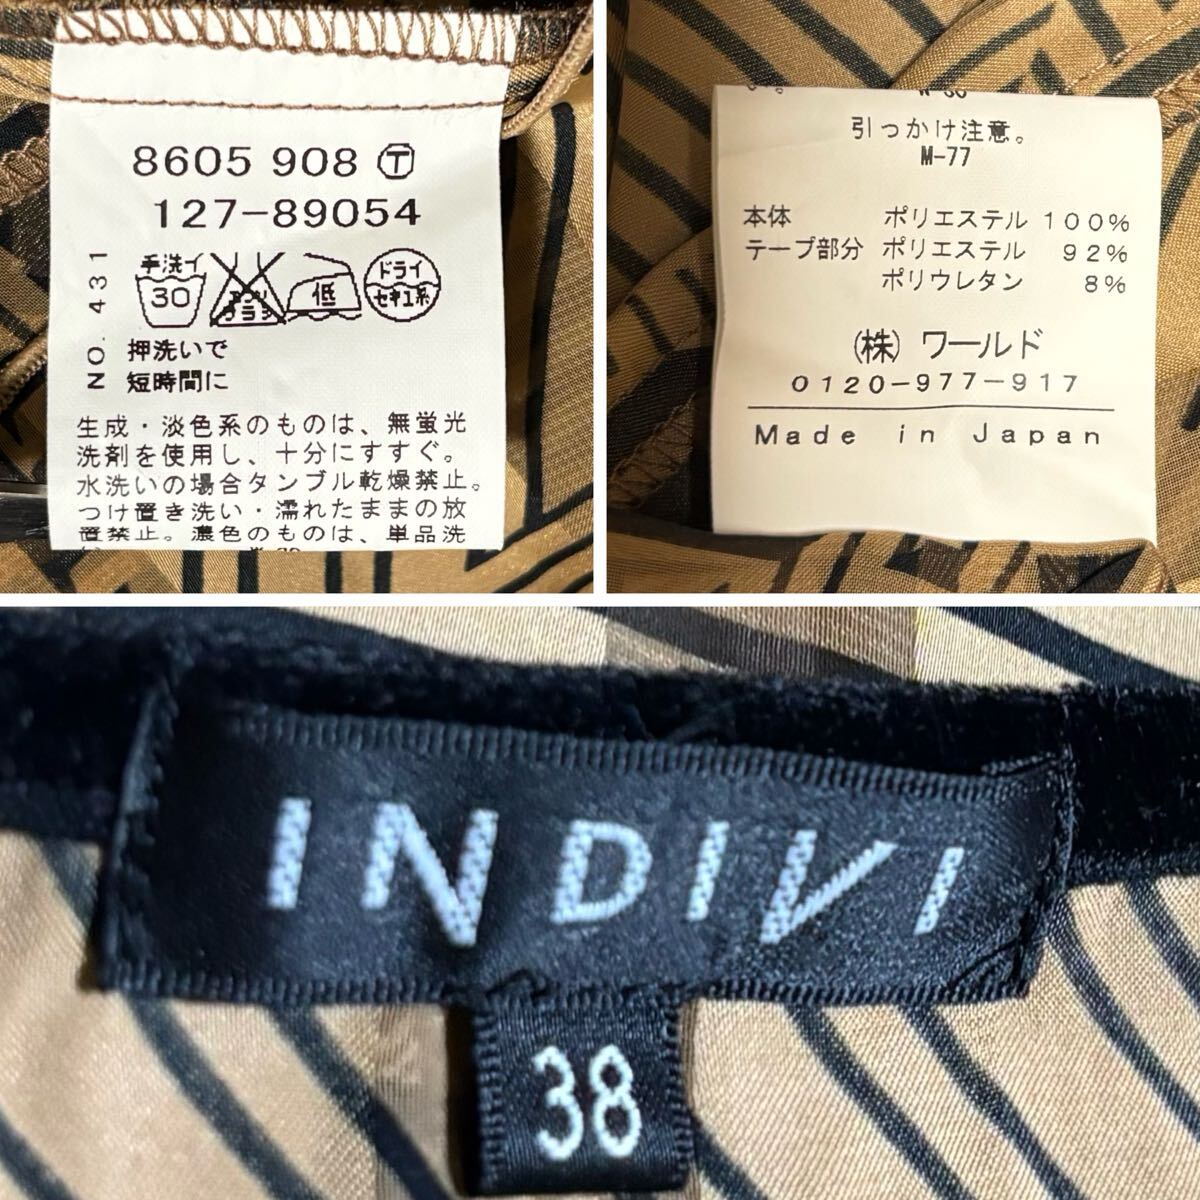 8605 908 Ⓣ
127-89054
NO. 431
手洗イ
30
エンソ
サラシ
低
ドライ
セキユ系
押洗いで
短時間に
生成・淡色系のものは、無蛍光
洗剤を使用し、十分にすすぐ。
水洗いの場合タンブル乾燥禁止。
つけ置き洗い・濡れたままの放
置禁止。濃色のものは、単品洗
引っかけ注意。
M-77
本体 ポリエステル 100%
テープ部分 ポリエステル 92%
ポリウレタン 8%
(株) ワールド
0120-977-917
Made in Japan
INDIVI
38